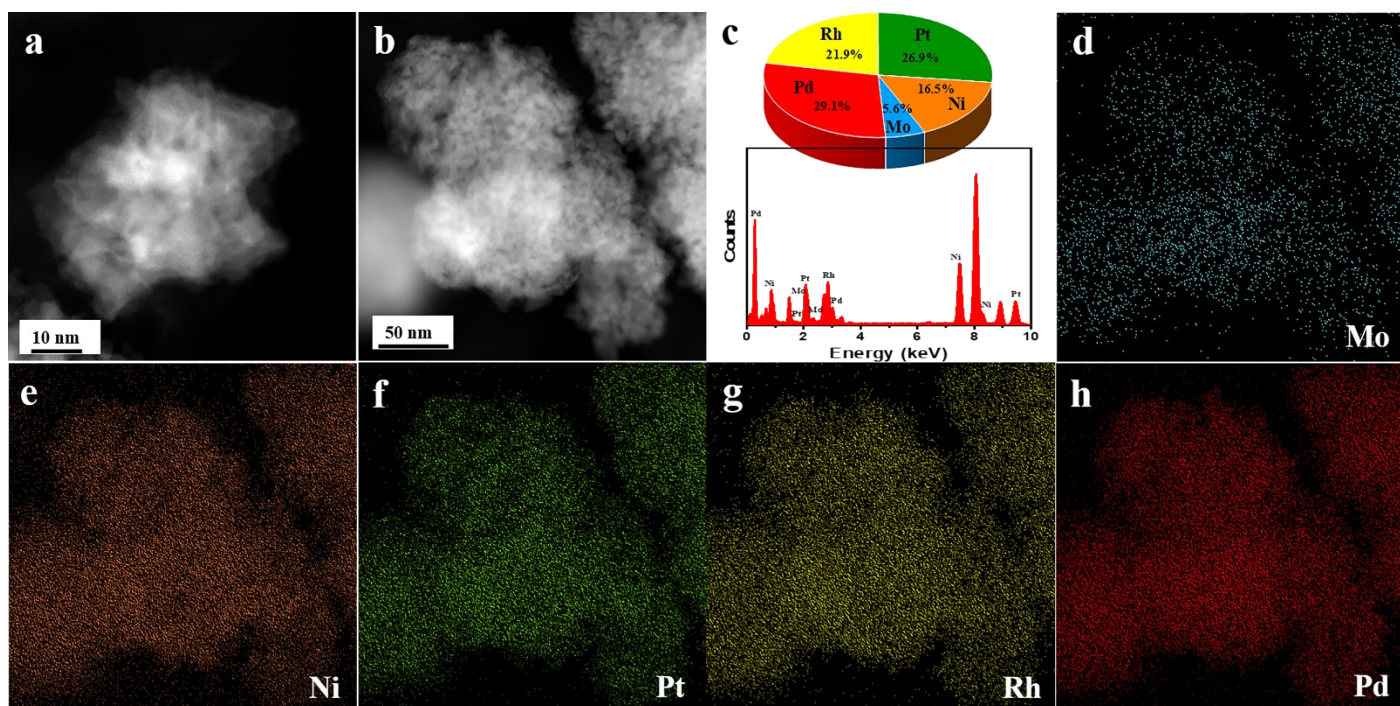 a
10 nm
b
50 nm
c
Rh
21.9%
Pt
26.9%
Pd
29.1%
5.6%
Mo
16.5%
Ni
Counts
Pd
Ni
Mo
Pt
Pt
Mo
Rh
Pd
Ni
Ni
Pt
0 2 4 6 8 10
Energy (keV)
d
Mo
e
Ni
f
Pt
g
Rh
h
Pd